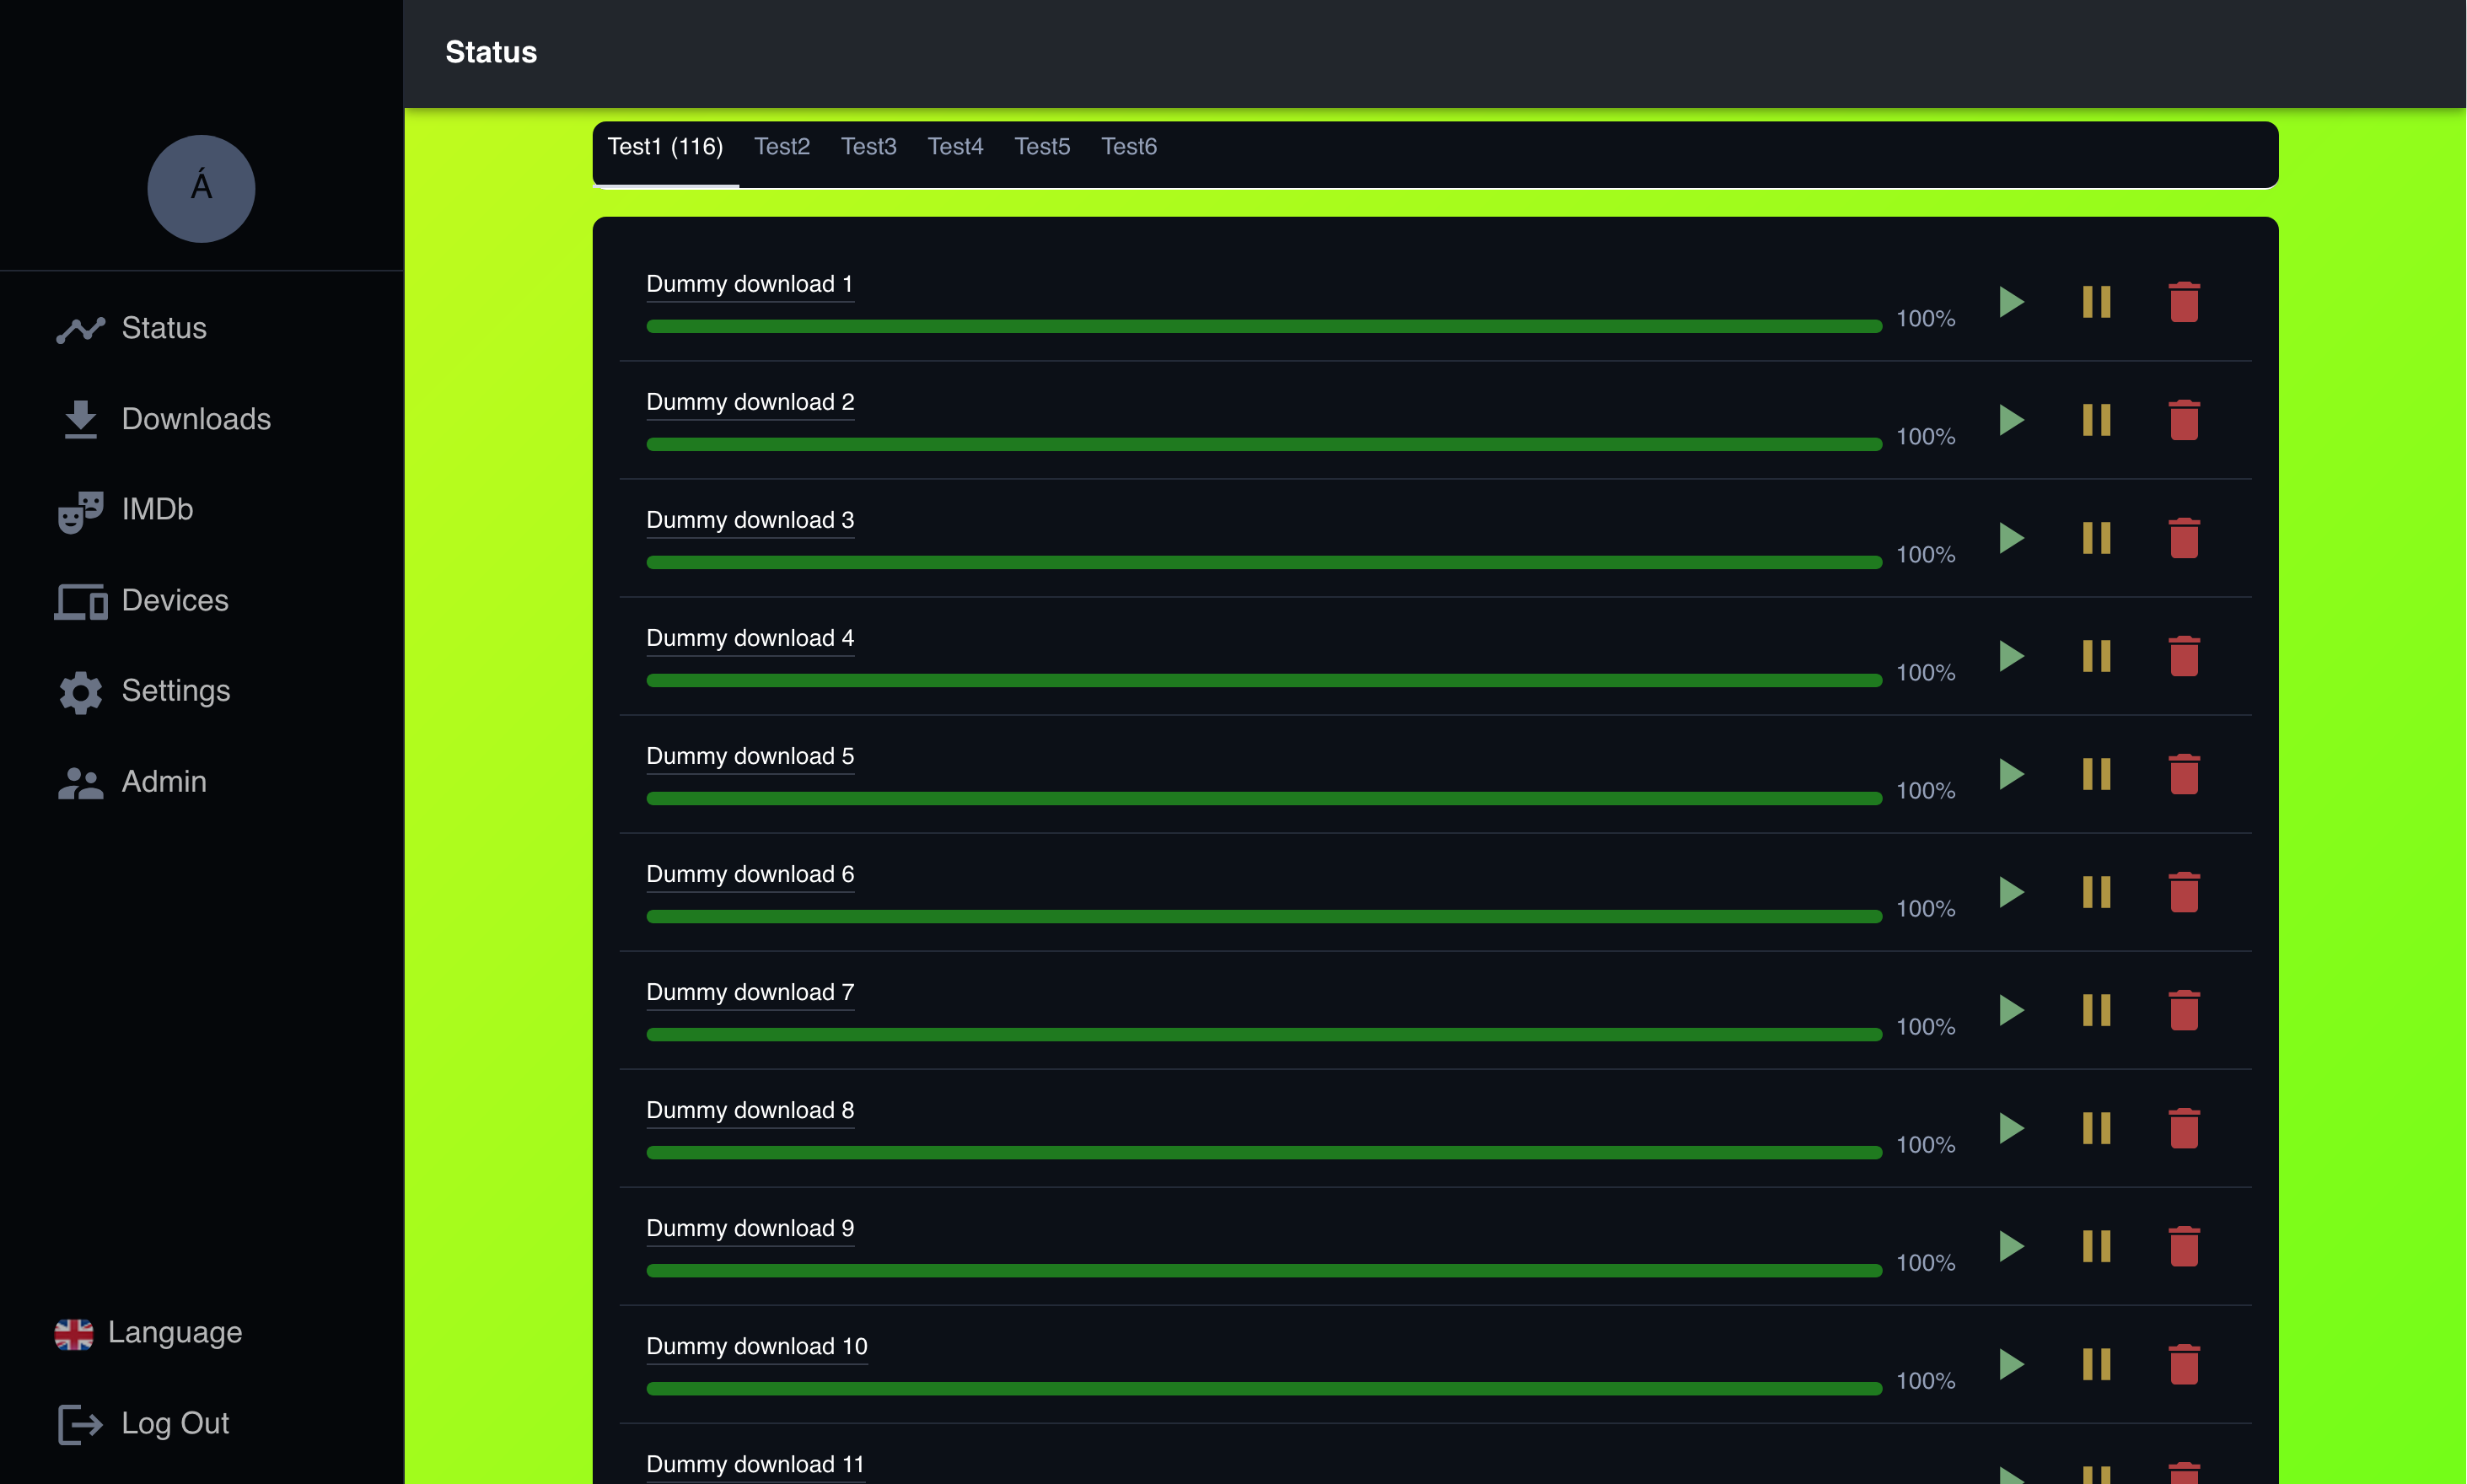 Status
Á
Status
Downloads
IMDb
Devices
Settings
Admin
Language
Log Out
Test1 (116) Test2 Test3 Test4 Test5 Test6
Dummy download 1
100%
Dummy download 2
100%
Dummy download 3
100%
Dummy download 4
100%
Dummy download 5
100%
Dummy download 6
100%
Dummy download 7
100%
Dummy download 8
100%
Dummy download 9
100%
Dummy download 10
100%
Dummy download 11